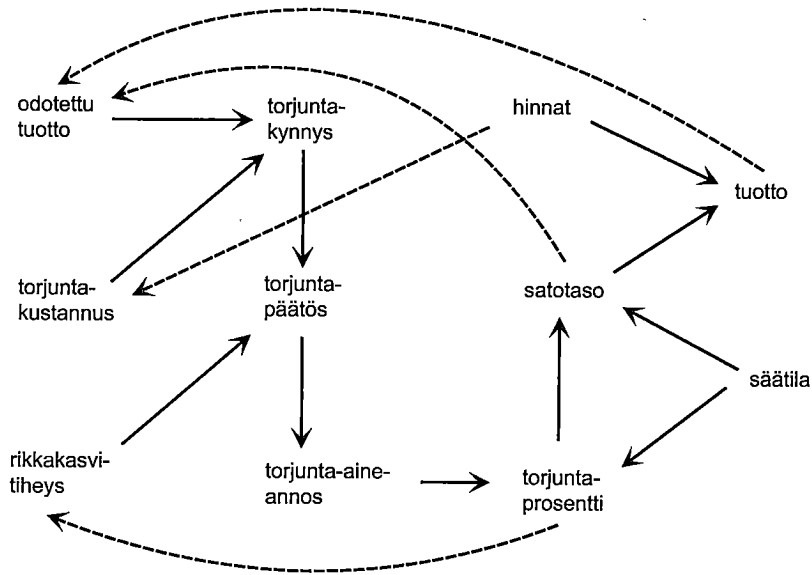 odotettu
tuotto
torjunta-
kynnys
hinnat
tuotto
torjunta-
kustannus
torjunta-
päätös
satotaso
säätila
rikkakasvi-
tiheys
torjunta-aine-
annos
torjunta-
prosentti